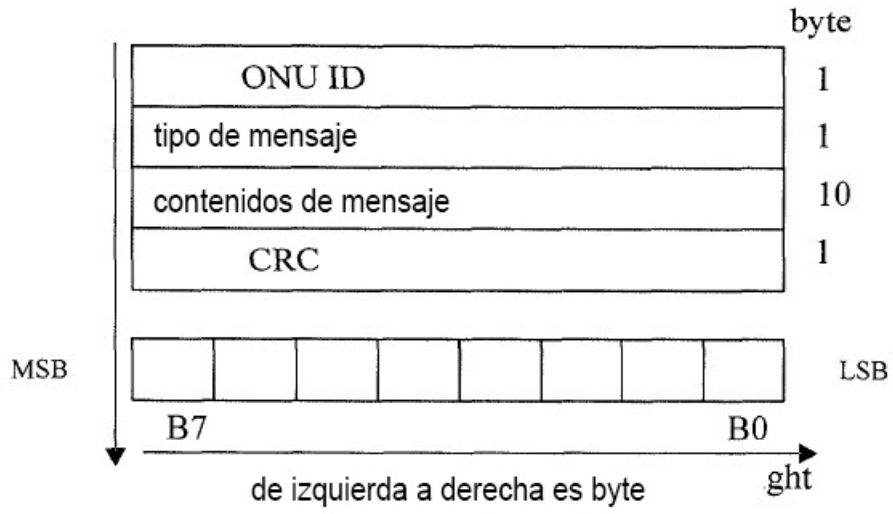 byte
ONU ID 1
tipo de mensaje 1
contenidos de mensaje 10
CRC 1
MSB LSB
B7 B0
de izquierda a derecha es byte ght